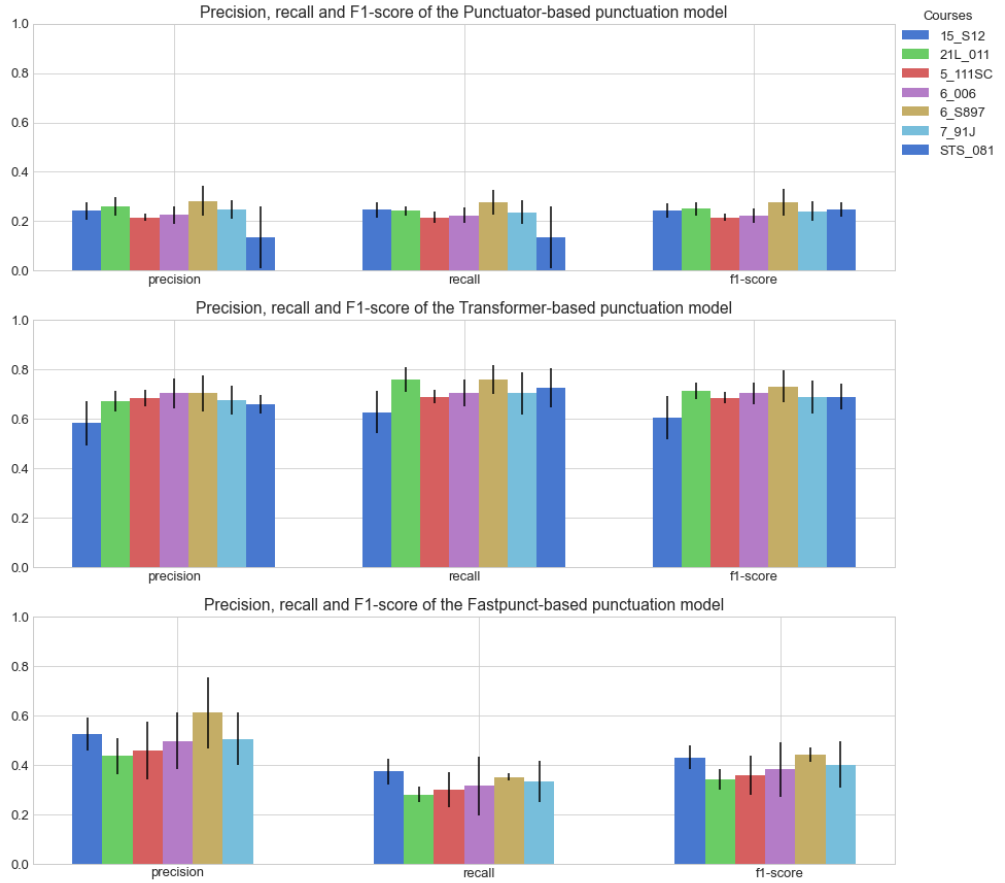 Precision, recall and F1-score of the Punctuator-based punctuation model
Courses
15_S12
21L_011
5_111SC
6_006
6_S897
7_91J
STS_081
1.0
0.8
0.6
0.4
0.2
0.0
precision recall f1-score
Precision, recall and F1-score of the Transformer-based punctuation model
1.0
0.8
0.6
0.4
0.2
0.0
precision recall f1-score
Precision, recall and F1-score of the Fastpunct-based punctuation model
1.0
0.8
0.6
0.4
0.2
0.0
precision recall f1-score